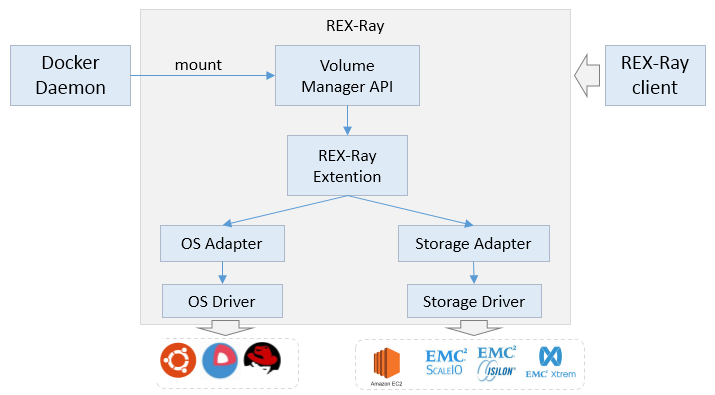 REX-Ray
Docker
Daemon
mount
Volume
Manager API
REX-Ray
client
REX-Ray
Extention
OS Adapter
Storage Adapter
OS Driver
Storage Driver
Amazon EC2
EMC²
SCALEIO
EMC²
ISILON
EMC² Xtrem